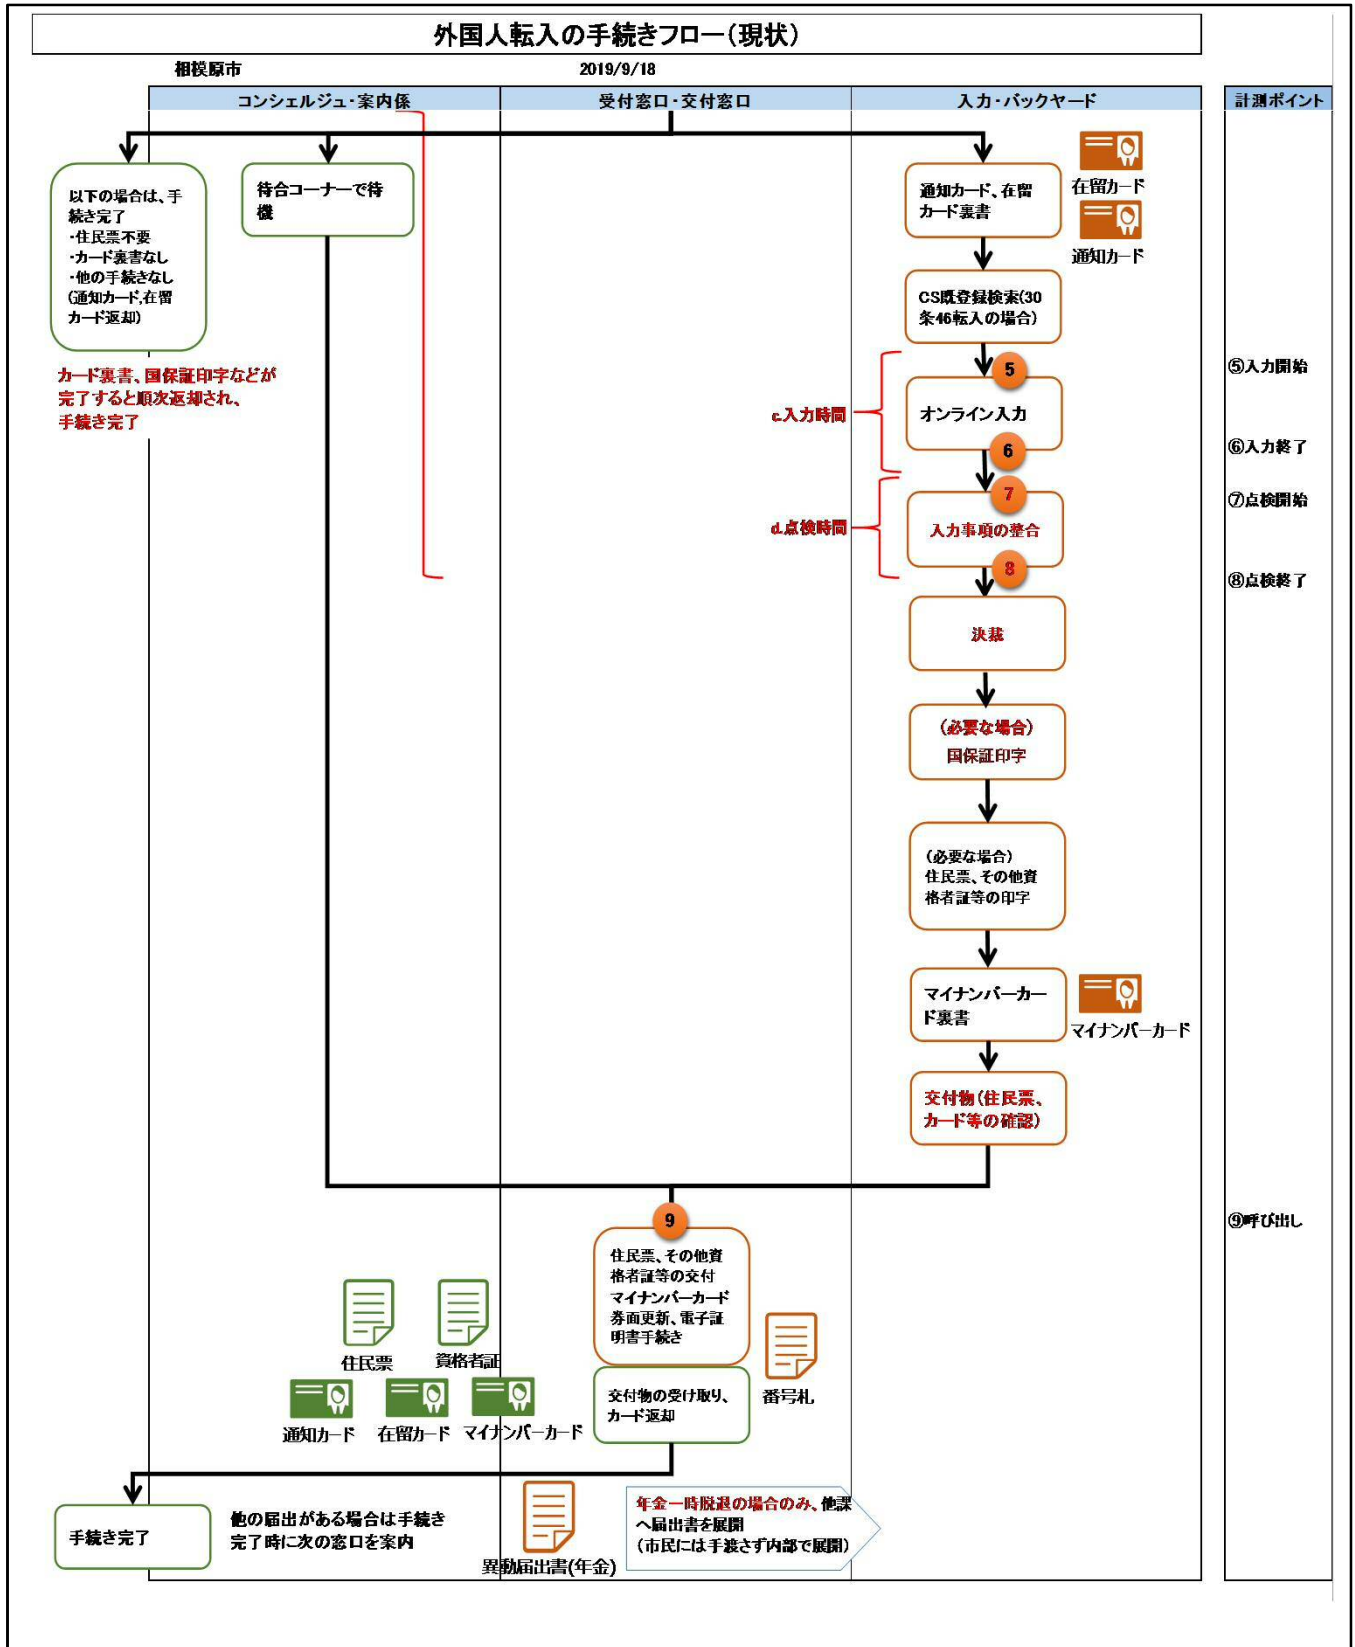 外国人転入の手続きフロー(現状)
相模原市
2019/9/18
コンシェルジュ・案内係
受付窓口・交付窓口
入力・バックヤード
計測ポイント
以下の場合は、手
続き完了
・住民票不要
・カード裏書なし
・他の手続きなし
(通知カード,在留
カード返却)
カード裏書、国保証印字などが
完了すると順次返却され、
手続き完了
待合コーナーで待
機
通知カード、在留
カード裏書
在留カード
通知カード
CS既登録検索(30
条46転入の場合)
5
⑤入力開始
c.入力時間
オンライン入力
6
⑥入力終了
7
⑦点検開始
d.点検時間
入力事項の整合
8
⑧点検終了
決裁
(必要な場合)
国保証印字
(必要な場合)
住民票、その他資
格者証等の印字
マイナンバーカー
ド裏書
マイナンバーカード
交付物(住民票、
カード等の確認)
9
⑨呼び出し
住民票、その他資
格者証等の交付
マイナンバーカード
券面更新、電子証
明書手続き
住民票
資格者証
番号札
通知カード
在留カード
マイナンバーカード
交付物の受け取り、
カード返却
手続き完了
他の届出がある場合は手続き
完了時に次の窓口を案内
異動届出書(年金)
年金一時脱退の場合のみ、他課
へ届出書を展開
(市民には手渡さず内部で展開)